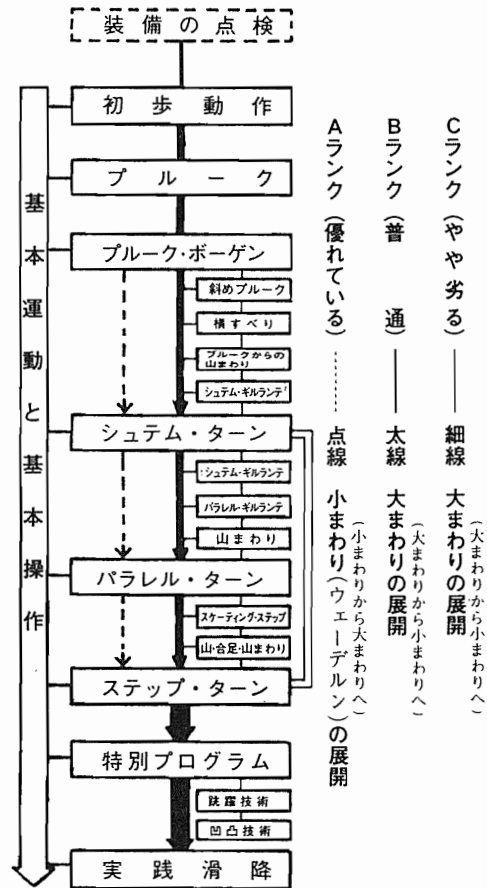 装備の点検
初歩動作
プルーク
プルーク・ボーゲン
斜めプルーク
横すべり
プルークからの
山まわり
シュテム・ギルランテ
シュテム・ターン
シュテム・ギルランテ
パラレル・ギルランテ
山まわり
パラレル・ターン
スケーティング・ステップ
山・合足・山まわり
ステップ・ターン
特別プログラム
跳躍技術
凹凸技術
実践滑降
基本運動と基本操作
Cランク(やや劣る)――細線 大まわりの展開
(大まわりから小まわりへ)
Bランク(普 通)――太線 大まわりの展開
(大まわりから小まわりへ)
Aランク(優れている)……点線 小まわり(ウェーデルン)の展開
(小まわりから大まわりへ)